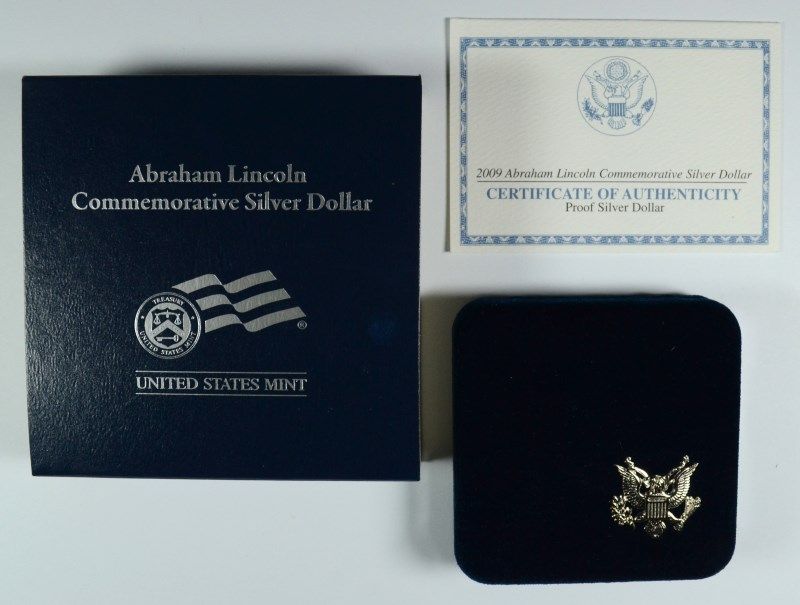 Abraham Lincoln
Commemorative Silver Dollar
TREASURY
UNITED STATES MINT
®
UNITED STATES MINT
2009 Abraham Lincoln Commemorative Silver Dollar
CERTIFICATE OF AUTHENTICITY
Proof Silver Dollar